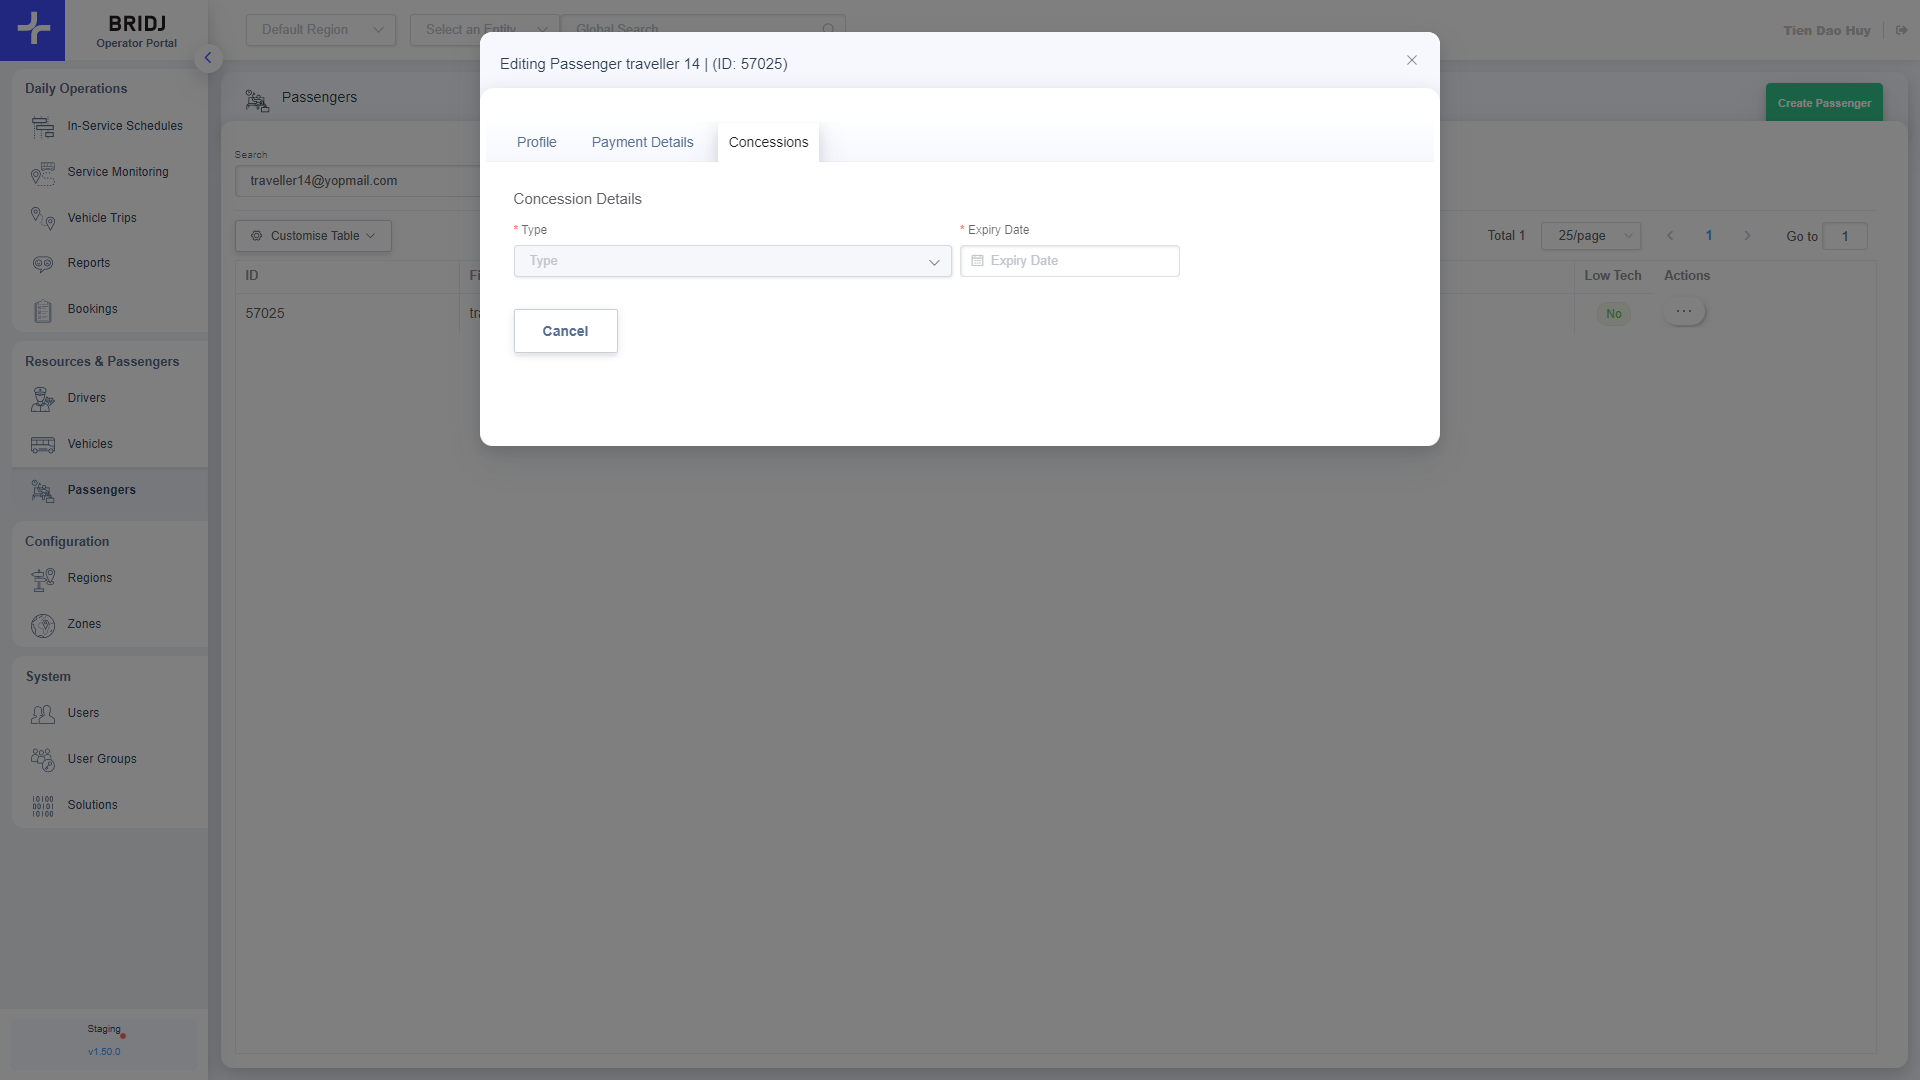 BRIDJ
Operator Portal
Default Region
Select an Entity
Global Search
Tien Dao Huy
Daily Operations
In-Service Schedules
Service Monitoring
Vehicle Trips
Reports
Bookings
Resources & Passengers
Drivers
Vehicles
Passengers
Configuration
Regions
Zones
System
Users
User Groups
Solutions
Staging
v1.50.0
Passengers
Create Passenger
Search
traveller14@yopmail.com
Customise Table
Total 1
25/page
1
Go to
1
ID
Fi
Low Tech
Actions
57025
tra
No
Editing Passenger traveller 14 | (ID: 57025)
Profile
Payment Details
Concessions
Concession Details
* Type
* Expiry Date
Type
Expiry Date
Cancel